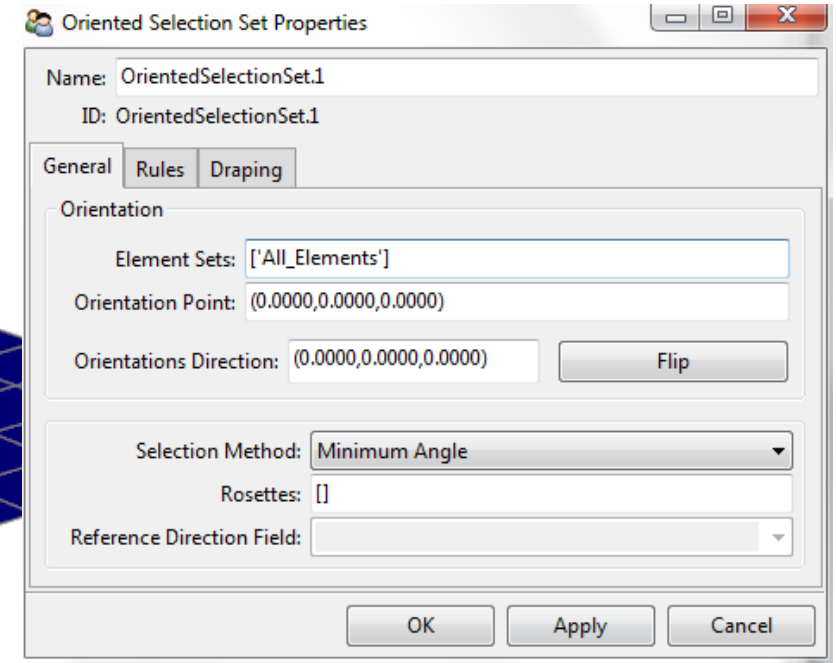 Oriented Selection Set Properties
Name: OrientedSelectionSet.1
ID: OrientedSelectionSet.1
General Rules Draping
Orientation
Element Sets: ['All_Elements']
Orientation Point: (0.0000,0.0000,0.0000)
Orientations Direction: (0.0000,0.0000,0.0000) Flip
Selection Method: Minimum Angle
Rosettes: []
Reference Direction Field:
OK Apply Cancel